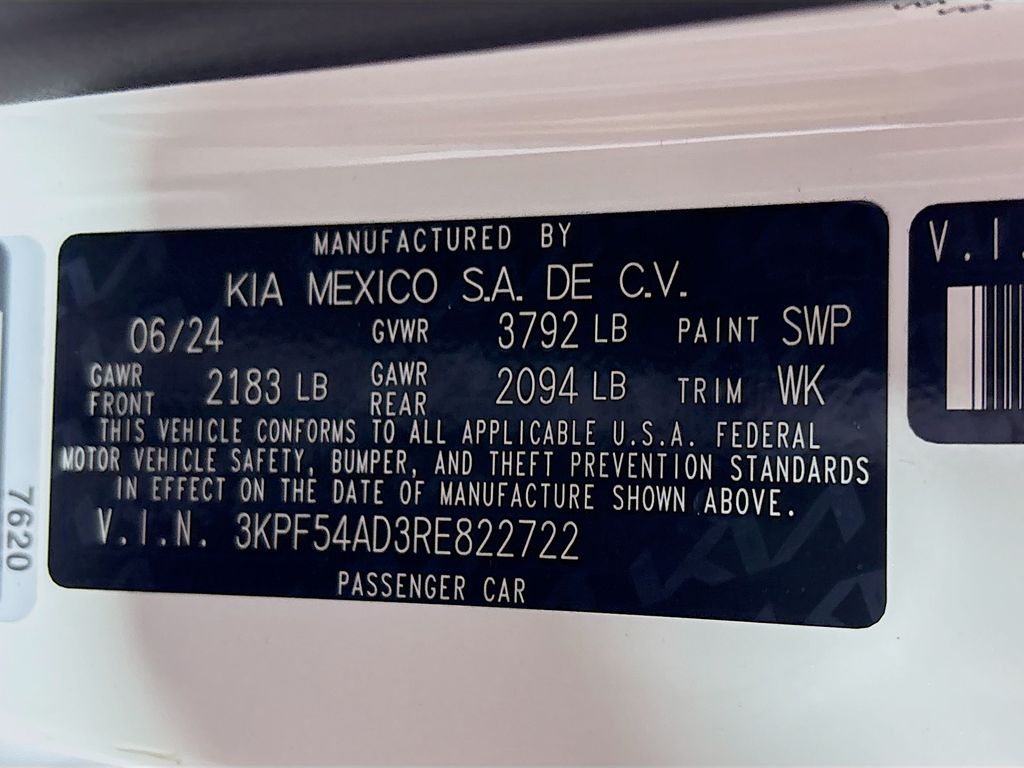 MANUFACTURED BY
KIA MEXICO S.A. DE C.V.
06/24 GVWR 3792 LB PAINT SWP
GAWR FRONT 2183 LB GAWR REAR 2094 LB TRIM WK
THIS VEHICLE CONFORMS TO ALL APPLICABLE U.S.A. FEDERAL
MOTOR VEHICLE SAFETY, BUMPER, AND THEFT PREVENTION STANDARDS
IN EFFECT ON THE DATE OF MANUFACTURE SHOWN ABOVE.
V.I.N. 3KPF54AD3RE822722
PASSENGER CAR
V.I.
7620